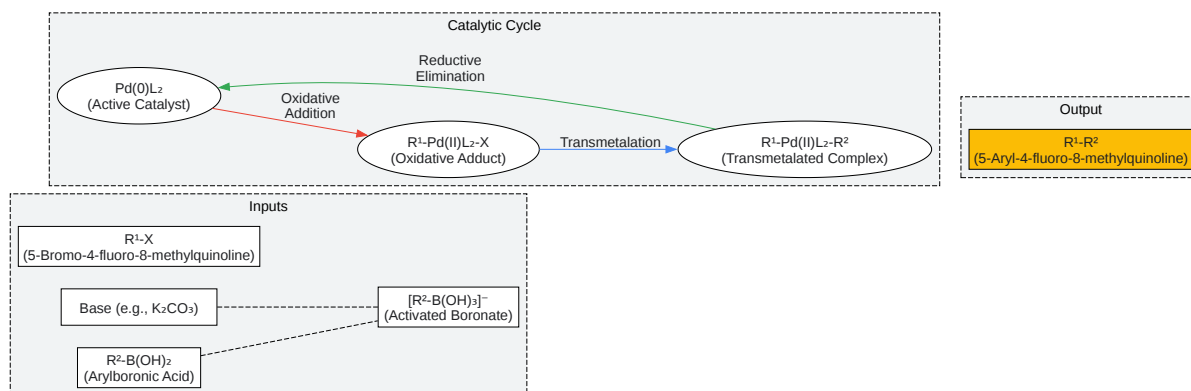 Catalytic Cycle
Pd(0)L₂
(Active Catalyst)
Oxidative
Addition
Reductive
Elimination
R¹-Pd(II)L₂-X
(Oxidative Adduct)
Transmetalation
R¹-Pd(II)L₂-R²
(Transmetalated Complex)
Output
R¹-R²
(5-Aryl-4-fluoro-8-methylquinoline)
Inputs
R¹-X
(5-Bromo-4-fluoro-8-methylquinoline)
Base (e.g., K₂CO₃)
[R²-B(OH)₃]⁻
(Activated Boronate)
R²-B(OH)₂
(Arylboronic Acid)